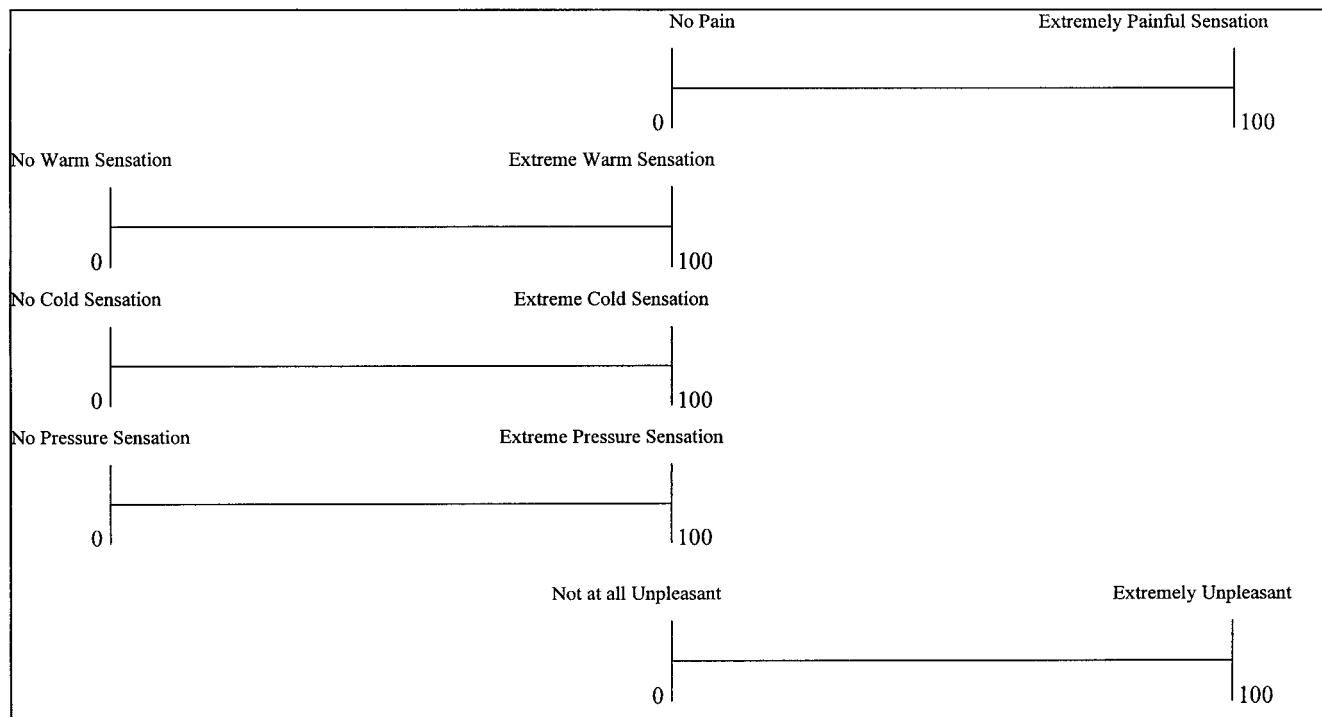 No Pain Extremely Painful Sensation
0 100
No Warm Sensation Extreme Warm Sensation
0 100
No Cold Sensation Extreme Cold Sensation
0 100
No Pressure Sensation Extreme Pressure Sensation
0 100
Not at all Unpleasant Extremely Unpleasant
0 100